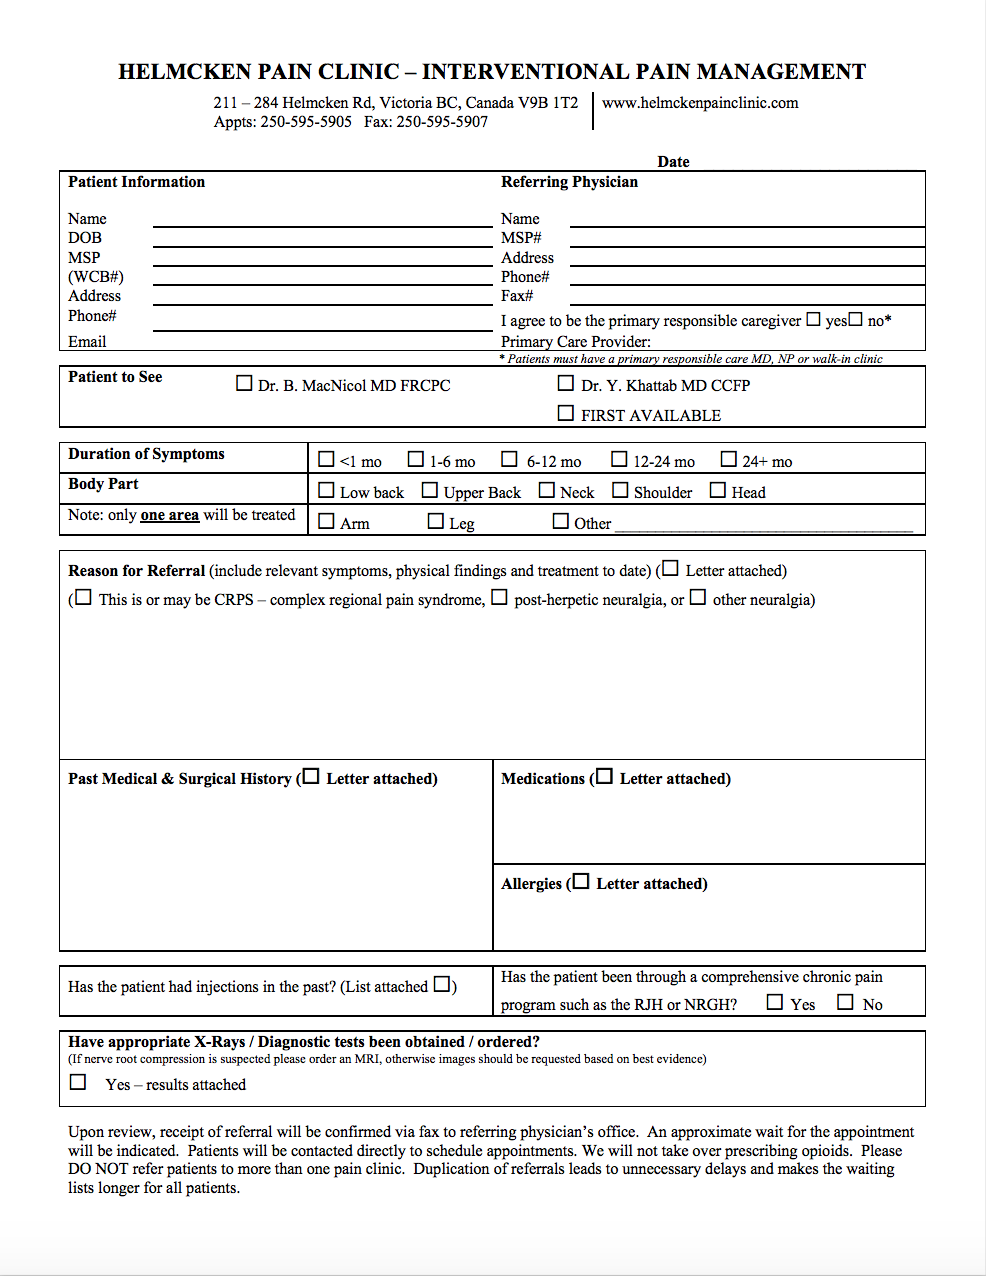 HELMCKEN PAIN CLINIC – INTERVENTIONAL PAIN MANAGEMENT
211 – 284 Helmcken Rd, Victoria BC, Canada V9B 1T2 www.helmckenpainclinic.com
Appts: 250-595-5905 Fax: 250-595-5907
Date
Patient Information
Name
DOB
MSP
(WCB#)
Address
Phone#
Email
Referring Physician
Name
MSP#
Address
Phone#
Fax#
I agree to be the primary responsible caregiver ☐ yes☐ no*
Primary Care Provider:
* Patients must have a primary responsible care MD, NP or walk-in clinic
Patient to See ☐ Dr. B. MacNicol MD FRCPC ☐ Dr. Y. Khattab MD CCFP
☐ FIRST AVAILABLE
Duration of Symptoms ☐ <1 mo ☐ 1-6 mo ☐ 6-12 mo ☐ 12-24 mo ☐ 24+ mo
Body Part ☐ Low back ☐ Upper Back ☐ Neck ☐ Shoulder ☐ Head
Note: only one area will be treated ☐ Arm ☐ Leg ☐ Other ____________________
Reason for Referral (include relevant symptoms, physical findings and treatment to date) (☐ Letter attached)
(☐ This is or may be CRPS – complex regional pain syndrome, ☐ post-herpetic neuralgia, or ☐ other neuralgia)
Past Medical & Surgical History (☐ Letter attached)
Medications (☐ Letter attached)
Allergies (☐ Letter attached)
Has the patient had injections in the past? (List attached ☐)
Has the patient been through a comprehensive chronic pain
program such as the RJH or NRGH? ☐ Yes ☐ No
Have appropriate X-Rays / Diagnostic tests been obtained / ordered?
(If nerve root compression is suspected please order an MRI, otherwise images should be requested based on best evidence)
☐ Yes – results attached
Upon review, receipt of referral will be confirmed via fax to referring physician’s office. An approximate wait for the appointment
will be indicated. Patients will be contacted directly to schedule appointments. We will not take over prescribing opioids. Please
DO NOT refer patients to more than one pain clinic. Duplication of referrals leads to unnecessary delays and makes the waiting
lists longer for all patients.